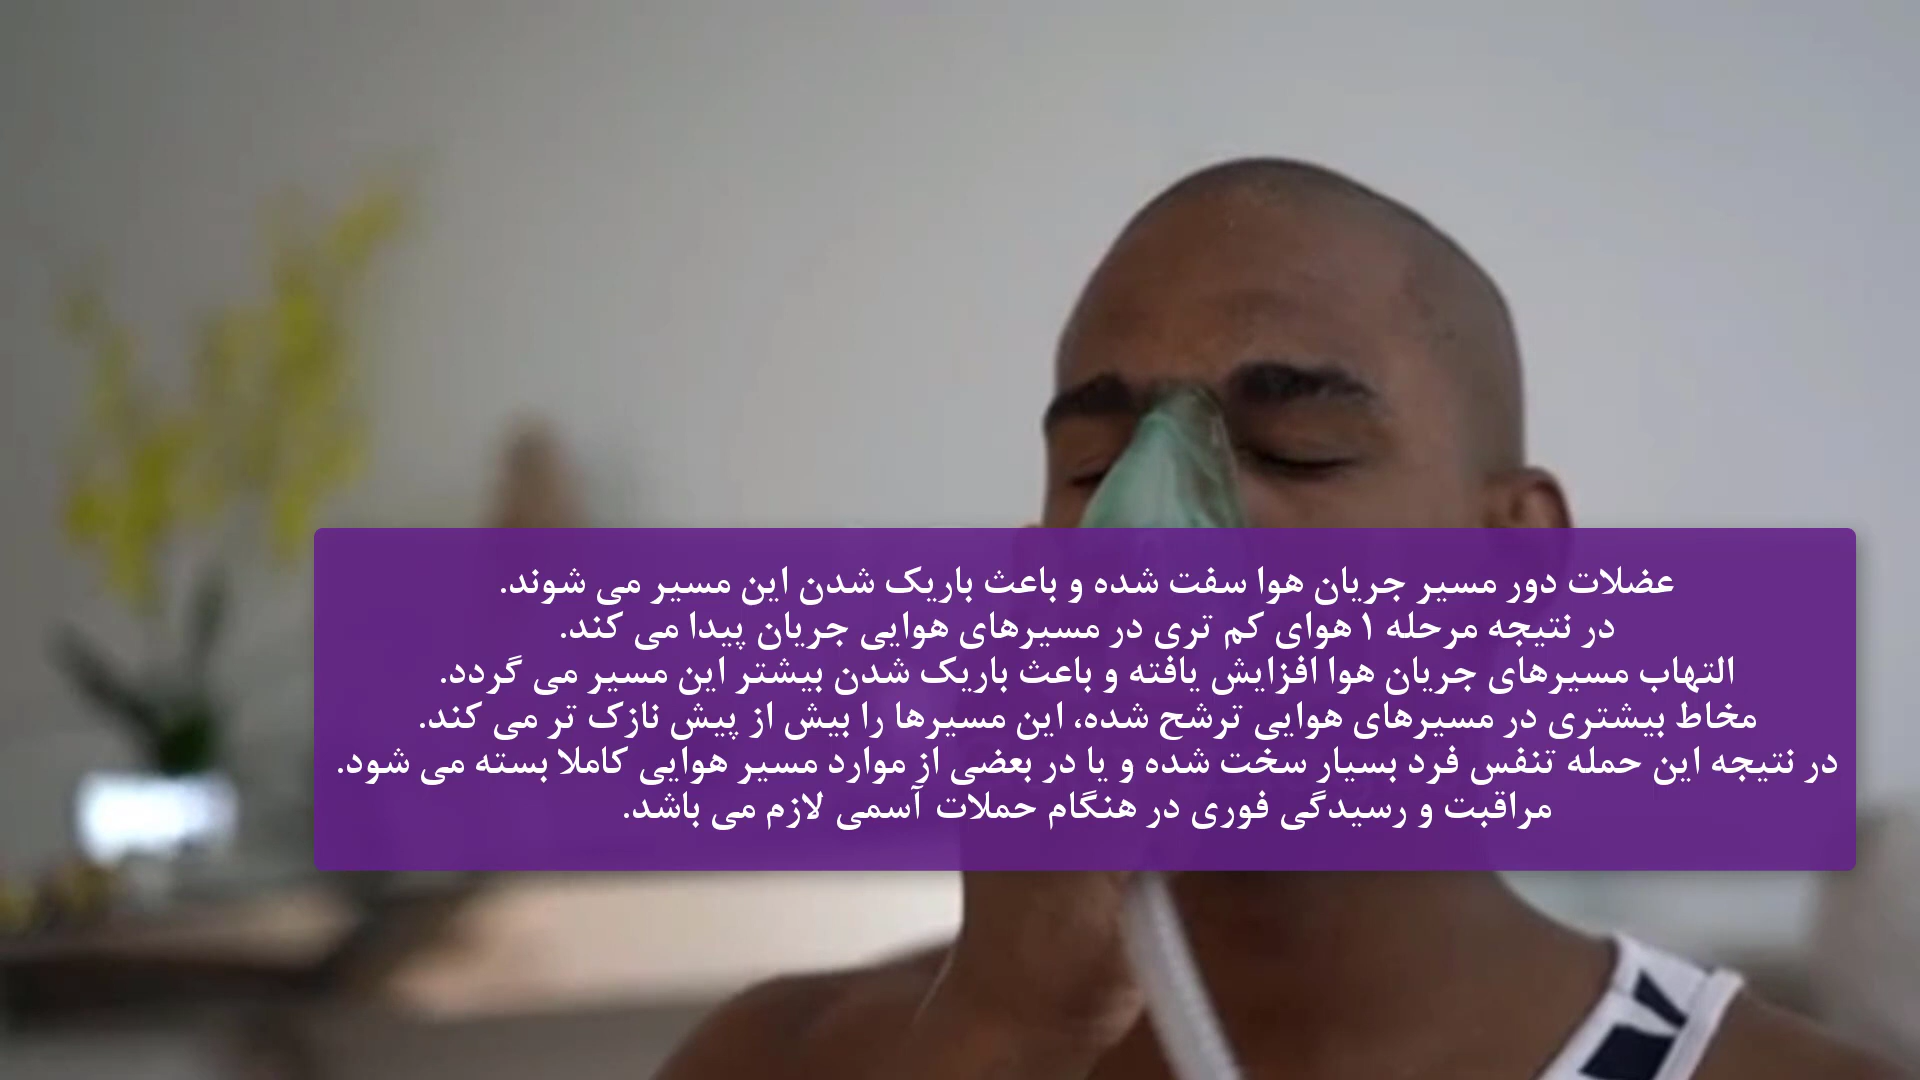 عضلات دور مسیر جریان هوا سفت شده و باعث باریک شدن این مسیر می شوند.
در نتیجه مرحله ۱ هوای کم تری در مسیرهای هوایی جریان پیدا می کند.
التهاب مسیرهای جریان هوا افزایش یافته و باعث باریک شدن بیشتر این مسیر می گردد.
مخاط بیشتری در مسیرهای هوایی ترشح شده، این مسیرها را بیش از پیش نازک تر می کند.
در نتیجه این حمله تنفس فرد بسیار سخت شده و یا در بعضی از موارد مسیر هوایی کاملا بسته می شود.
مراقبت و رسیدگی فوری در هنگام حملات آسمی لازم می باشد.